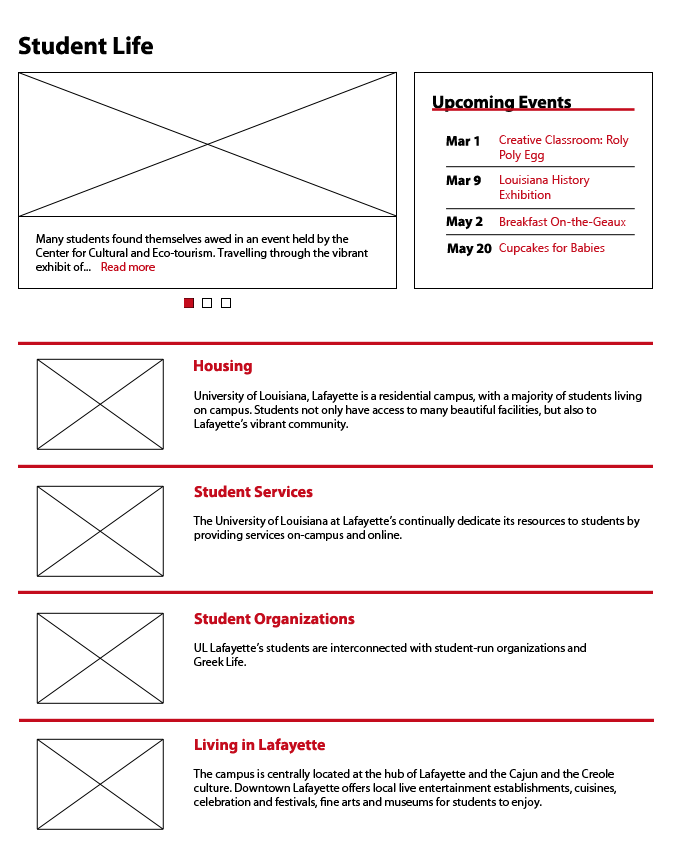 Student Life
Many students found themselves awed in an event held by the
Center for Cultural and Eco-tourism. Travelling through the vibrant
exhibit of... Read more
Upcoming Events
Mar 1 Creative Classroom: Roly
Poly Egg
Mar 9 Louisiana History
Exhibition
May 2 Breakfast On-the-Geaux
May 20 Cupcakes for Babies
Housing
University of Louisiana, Lafayette is a residential campus, with a majority of students living
on campus. Students not only have access to many beautiful facilities, but also to
Lafayette's vibrant community.
Student Services
The University of Louisiana at Lafayette's continually dedicate its resources to students by
providing services on-campus and online.
Student Organizations
UL Lafayette's students are interconnected with student-run organizations and
Greek Life.
Living in Lafayette
The campus is centrally located at the hub of Lafayette and the Cajun and the Creole
culture. Downtown Lafayette offers local live entertainment establishments, cuisines,
celebration and festivals, fine arts and museums for students to enjoy.